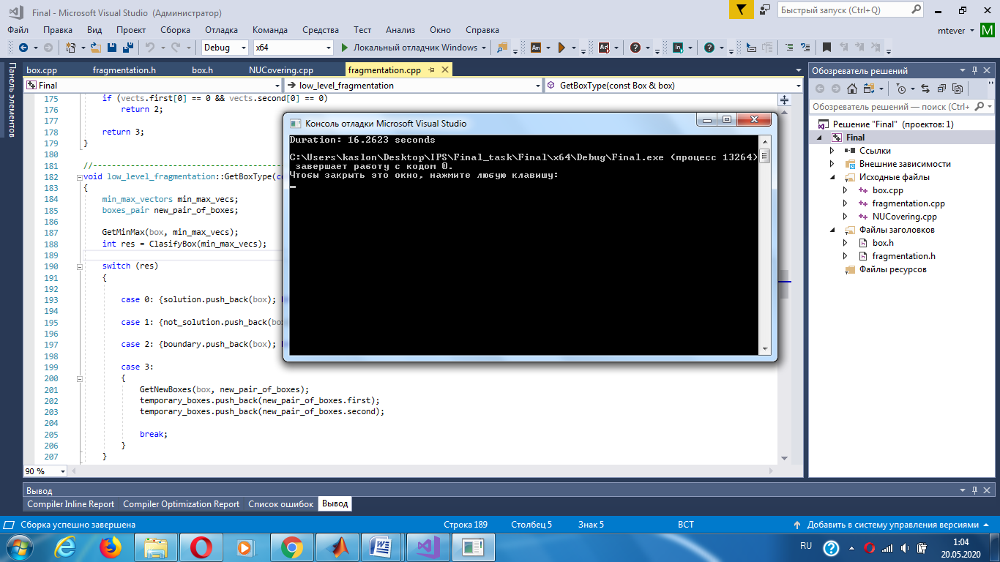 Final - Microsoft Visual Studio (Администратор)
Быстрый запуск (Ctrl+Q)
Файл Правка Вид Проект Сборка Отладка Команда Средства Тест Анализ Окно Справка
mtever M
Debug x64 Локальный отладчик Windows
Панель элементов
box.cpp fragmentation.h box.h NUCovering.cpp fragmentation.cpp
Final low_level_fragmentation GetBoxType(const Box & box)
175 if (vects.first[0] == 0 && vects.second[0] == 0)
176 return 2;
177
178 return 3;
179 }
180
181 //------------------------------------------
182 void low_level_fragmentation::GetBoxType(
183 {
184 min_max_vectors min_max_vecs;
185 boxes_pair new_pair_of_boxes;
186
187 GetMinMax(box, min_max_vecs);
188 int res = ClasifyBox(min_max_vecs);
189
190 switch (res)
191 {
192
193 case 0: {solution.push_back(box);
194
195 case 1: {not_solution.push_back(
196
197 case 2: {boundary.push_back(box);
198
199 case 3:
200 {
201 GetNewBoxes(box, new_pair_of_boxes);
202 temporary_boxes.push_back(new_pair_of_boxes.first);
203 temporary_boxes.push_back(new_pair_of_boxes.second);
204
205 break;
206 }
207 }
90 %
Консоль отладки Microsoft Visual Studio
Duration: 16.2623 seconds
C:\Users\kaslon\Desktop\IPS\Final_task\Final\x64\Debug\Final.exe (процесс 13264)
завершает работу с кодом 0.
Чтобы закрыть это окно, нажмите любую клавишу:
Обозреватель решений
Обозреватель решений — поиск (Ctrl+
Решение "Final" (проектов: 1)
Final
Ссылки
Внешние зависимости
Исходные файлы
box.cpp
fragmentation.cpp
NUCovering.cpp
Файлы заголовков
box.h
fragmentation.h
Файлы ресурсов
Вывод
Compiler Inline Report Compiler Optimization Report Список ошибок Вывод
Сборка успешно завершена Строка 189 Столбец 5 Знак 5 ВСТ Добавить в систему управления версиями
RU 1:04
20.05.2020